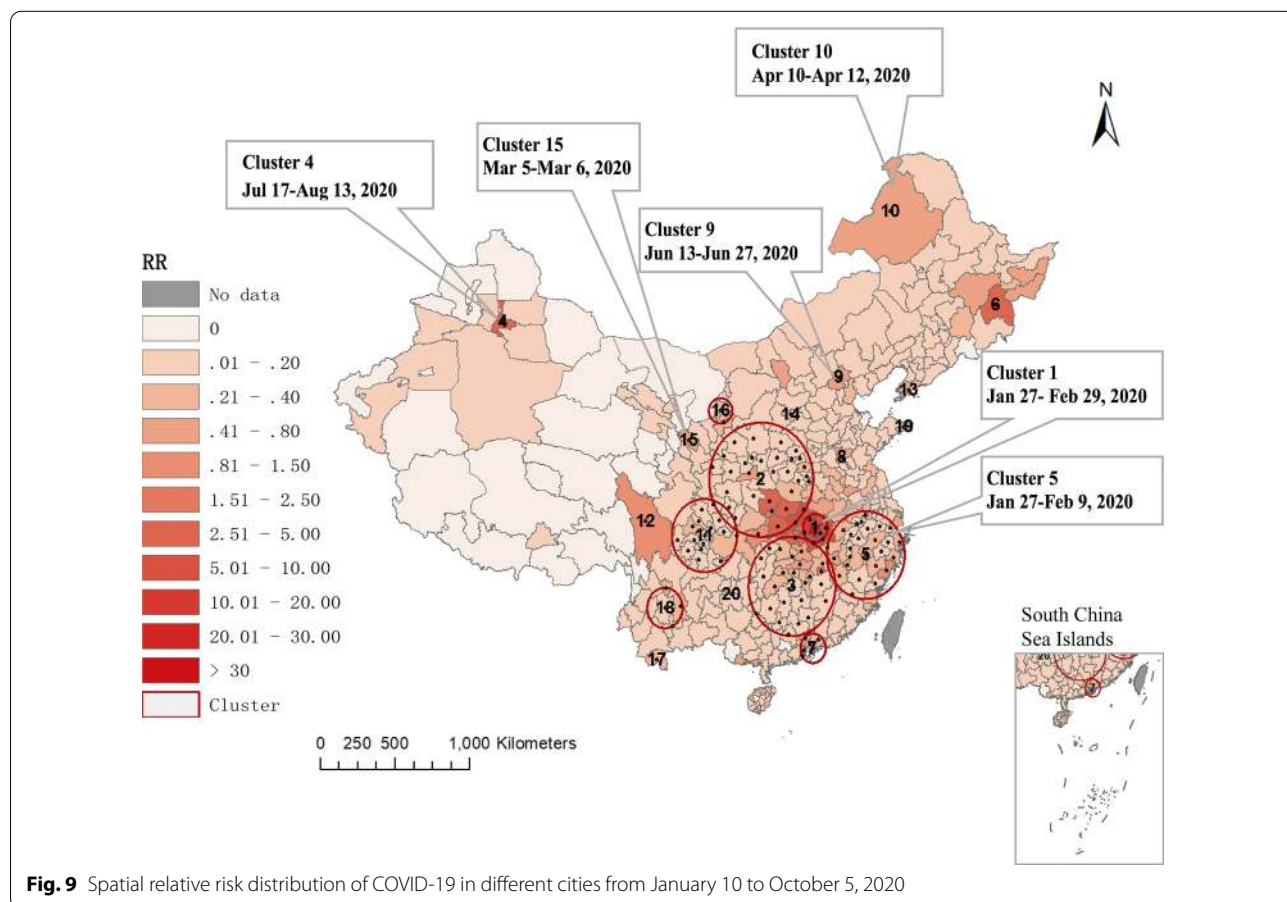 Cluster 10
Apr 10-Apr 12, 2020
N
Cluster 15
Mar 5-Mar 6, 2020
Cluster 4
Jul 17-Aug 13, 2020
Cluster 9
Jun 13-Jun 27, 2020
Cluster 1
Jan 27- Feb 29, 2020
Cluster 5
Jan 27-Feb 9, 2020
RR
No data
0
.01 - .20
.21 - .40
.41 - .80
.81 - 1.50
1.51 - 2.50
2.51 - 5.00
5.01 - 10.00
10.01 - 20.00
20.01 - 30.00
> 30
Cluster
10
4
6
9
13
16
14
15
19
8
2
12
11
1
5
3
20
18
7
17
0 250 500 1,000 Kilometers
South China
Sea Islands
20
7
Fig. 9 Spatial relative risk distribution of COVID-19 in different cities from January 10 to October 5, 2020